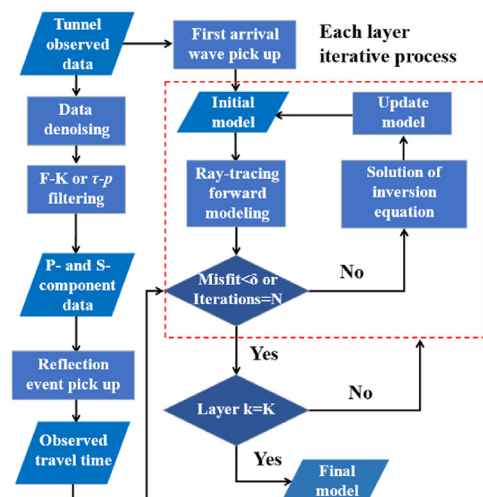 Tunnel
observed
data
First arrival
wave pick up
Each layer
iterative process
Data
denoising
Initial
model
Update
model
F-K or τ-p
filtering
Ray-tracing
forward
modeling
Solution of
inversion
equation
P- and S-
component
data
Misfit<δ or
Iterations=N
No
Yes
Reflection
event pick up
Layer k=K
No
Observed
travel time
Yes
Final
model